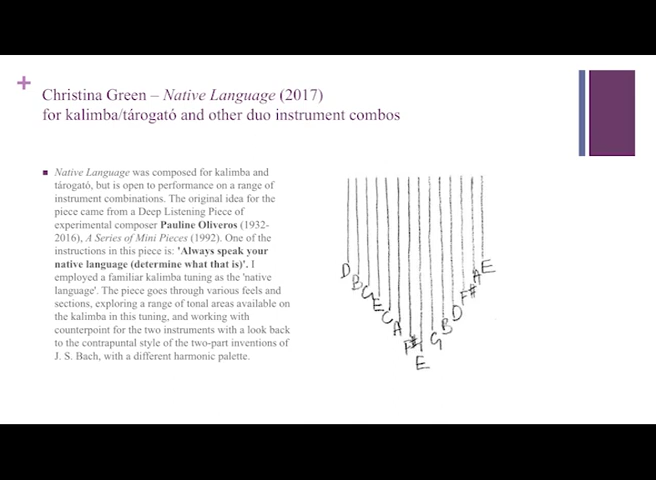 Christina Green – Native Language (2017)
for kalimba/tárogató and other duo instrument combos
Native Language was composed for kalimba and
tárogató, but is open to performance on a range of
instrument combinations. The original idea for the
piece came from a Deep Listening Piece of
experimental composer Pauline Oliveros (1932-
2016), A Series of Mini Pieces (1992). One of the
instructions in this piece is: 'Always speak your
native language (determine what that is)'. I
employed a familiar kalimba tuning as the 'native
language'. The piece goes through various feels and
sections, exploring a range of tonal areas available on
the kalimba in this tuning, and working with
counterpoint for the two instruments with a look back
to the contrapuntal style of the two-part inventions of
J. S. Bach, with a different harmonic palette.
D B G E C A F# E G B D F# A E